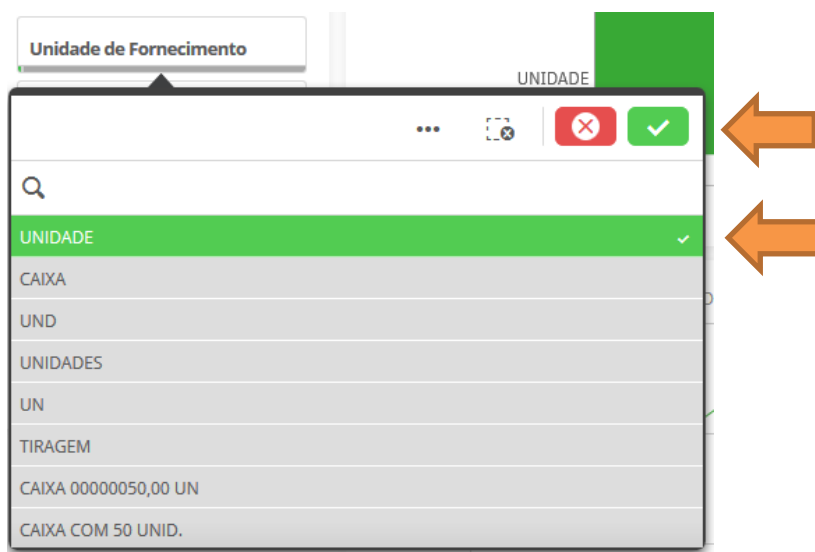 Unidade de Fornecimento
UNIDADE
UNIDADE
CAIXA
UND
UNIDADES
UN
TIRAGEM
CAIXA 00000050,00 UN
CAIXA COM 50 UNID.